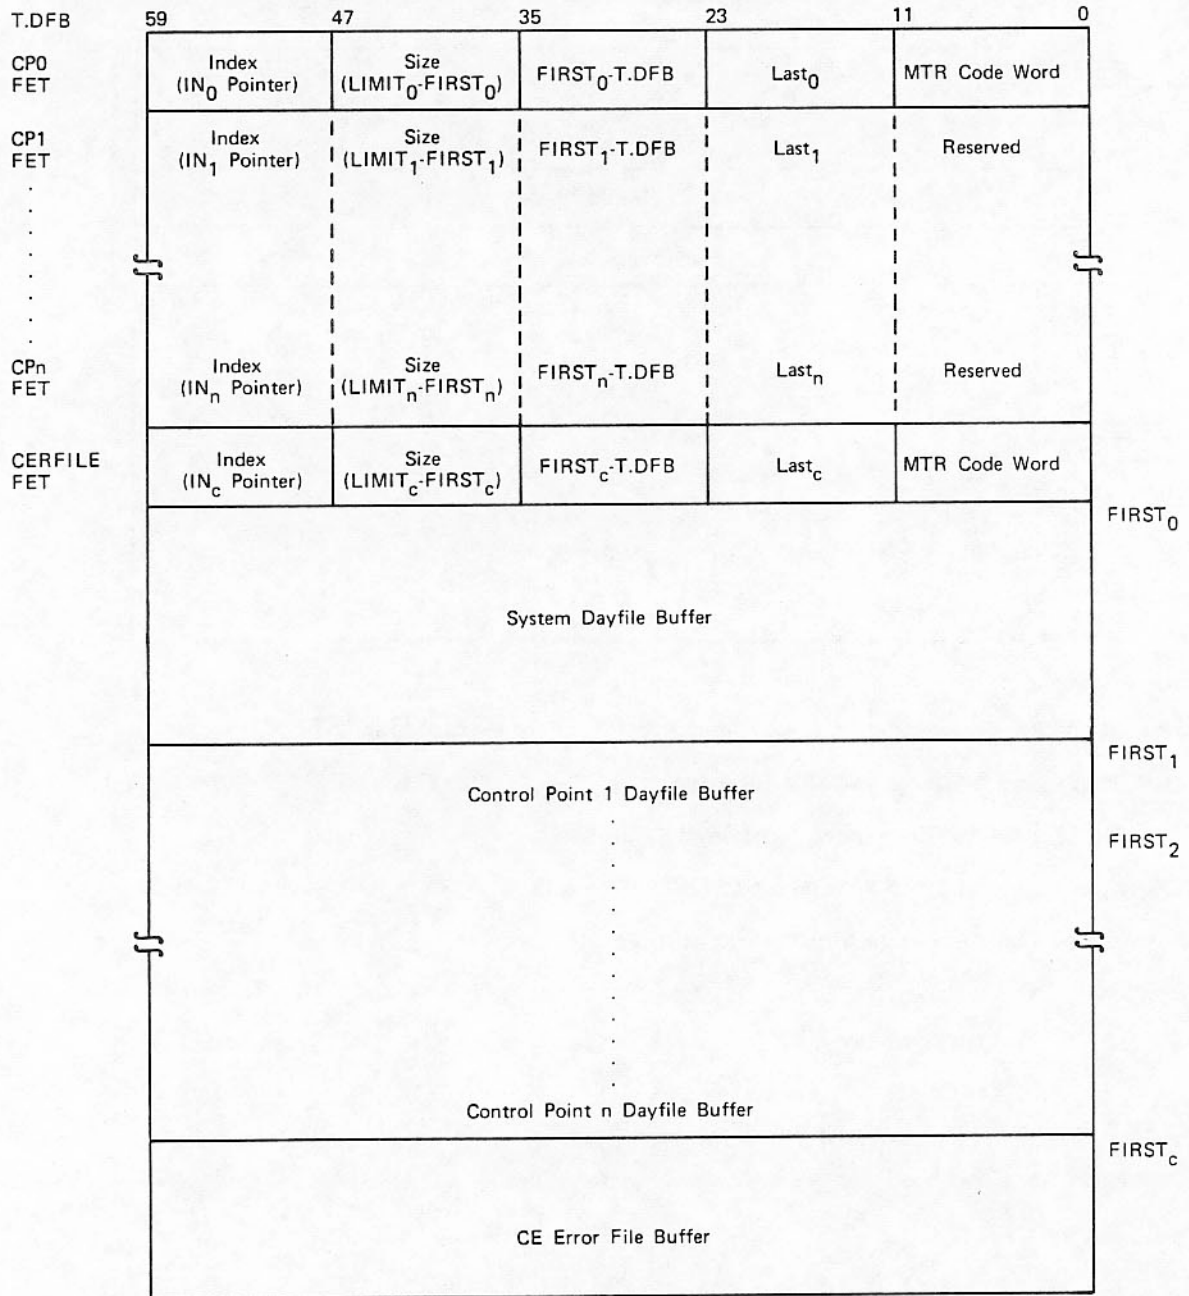 T.DFB 59 47 35 23 11 0
CP0 Index Size FIRST0-T.DFB Last0 MTR Code Word
FET (IN0 Pointer) (LIMIT0-FIRST0)
CP1 Index Size FIRST1-T.DFB Last1 Reserved
FET (IN1 Pointer) (LIMIT1-FIRST1)
CPn Index Size FIRSTn-T.DFB Lastn Reserved
FET (INn Pointer) (LIMITn-FIRSTn)
CERFILE Index Size FIRSTc-T.DFB Lastc MTR Code Word
FET (INc Pointer) (LIMITc-FIRSTc)
FIRST0
System Dayfile Buffer
FIRST1
Control Point 1 Dayfile Buffer
FIRST2
Control Point n Dayfile Buffer
FIRSTc
CE Error File Buffer